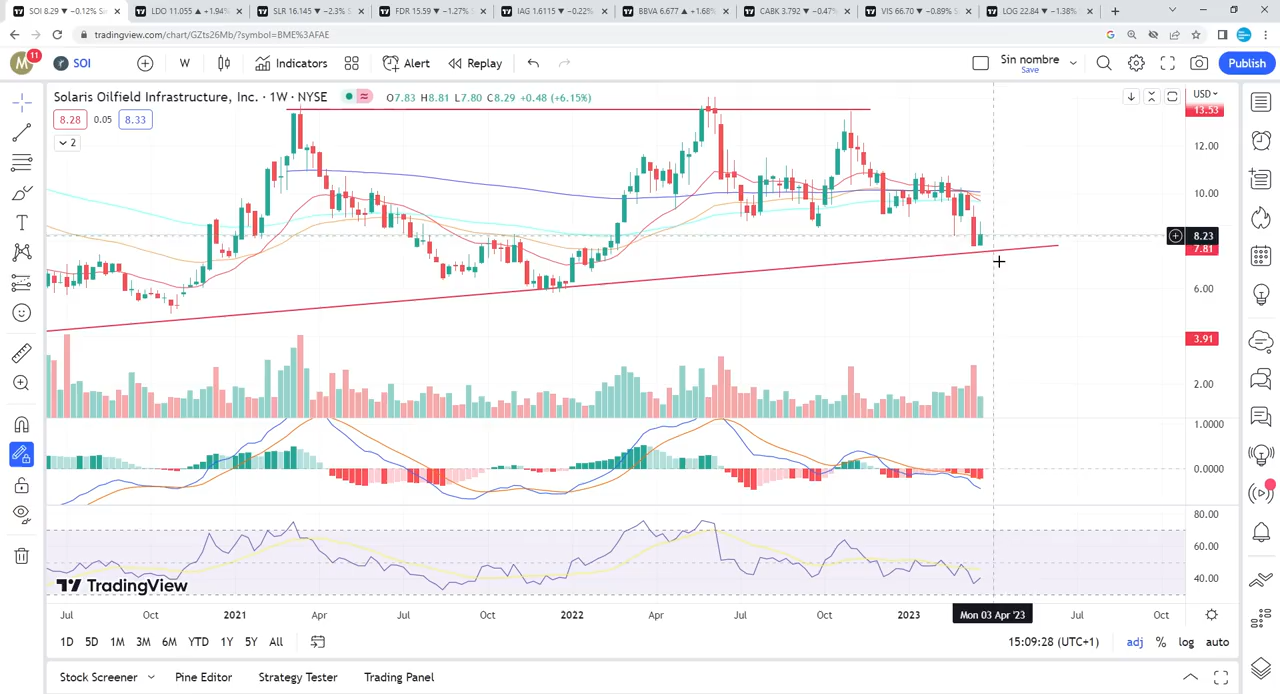 SOI 8.29 ▼ −0.12% S
LDO 11.055 ▲ +1.94%
SLR 16.145 ▼ −2.3%
FDR 15.59 ▼ −1.27%
IAG 1.6115 ▼ −0.22%
BBVA 6.677 ▲ +1.68%
CABK 3.792 ▼ −0.47%
VIS 66.70 ▼ −0.89%
LOG 22.84 ▼ −1.38%
tradingview.com/chart/GZts26Mb/?symbol=BME%3AFAE
M 11 SOI W Indicators Alert Replay Sin nombre Save Publish
Solaris Oilfield Infrastructure, Inc. · 1W · NYSE O7.83 H8.81 L7.80 C8.29 +0.48 (+6.15%) USD
8.28 0.05 8.33
2
13.53
12.00
10.00
8.23
7.81
6.00
3.91
2.00
1.0000
0.0000
80.00
60.00
40.00
TradingView
Jul Oct 2021 Apr Jul Oct 2022 Apr Jul Oct 2023 Mon 03 Apr '23 Jul Oct
1D 5D 1M 3M 6M YTD 1Y 5Y All 15:09:28 (UTC+1) adj % log auto
Stock Screener Pine Editor Strategy Tester Trading Panel